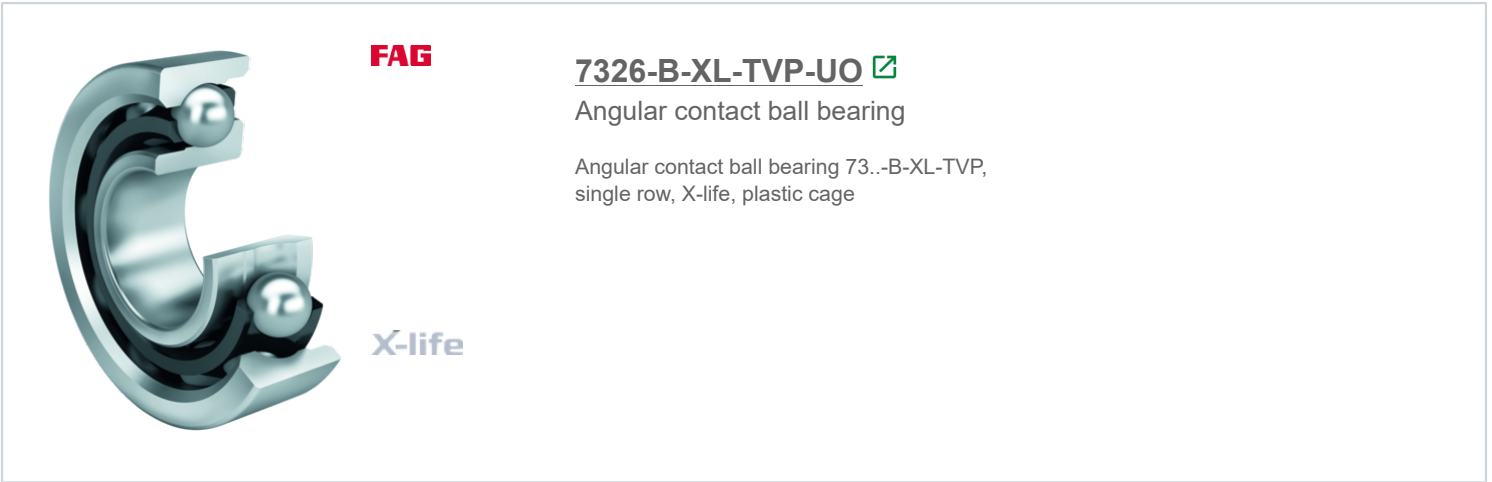 FAG
7326-B-XL-TVP-UO
Angular contact ball bearing
Angular contact ball bearing 73..-B-XL-TVP,
single row, X-life, plastic cage
X-life